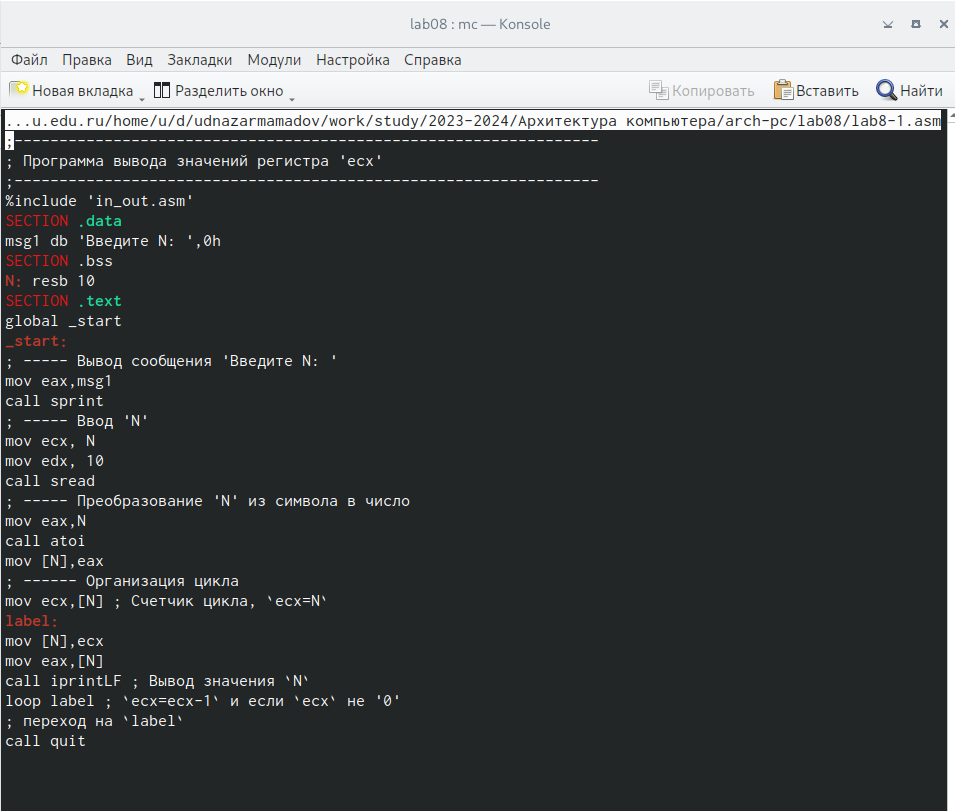 lab08 : mc — Konsole
Файл Правка Вид Закладки Модули Настройка Справка
Новая вкладка Разделить окно Копировать Вставить Найти
...u.edu.ru/home/u/d/udnazarmamadov/work/study/2023-2024/Архитектура компьютера/arch-pc/lab08/lab8-1.asm
;-----------------------------------------------------------------
; Программа вывода значений регистра 'ecx'
;-----------------------------------------------------------------
%include 'in_out.asm'
SECTION .data
msg1 db 'Введите N: ',0h
SECTION .bss
N: resb 10
SECTION .text
global _start
_start:
; ----- Вывод сообщения 'Введите N: '
mov eax,msg1
call sprint
; ----- Ввод 'N'
mov ecx, N
mov edx, 10
call sread
; ----- Преобразование 'N' из символа в число
mov eax,N
call atoi
mov [N],eax
; ------ Организация цикла
mov ecx,[N] ; Счетчик цикла, `ecx=N`
label:
mov [N],ecx
mov eax,[N]
call iprintLF ; Вывод значения `N`
loop label ; `ecx=ecx-1` и если `ecx` не '0'
; переход на `label`
call quit